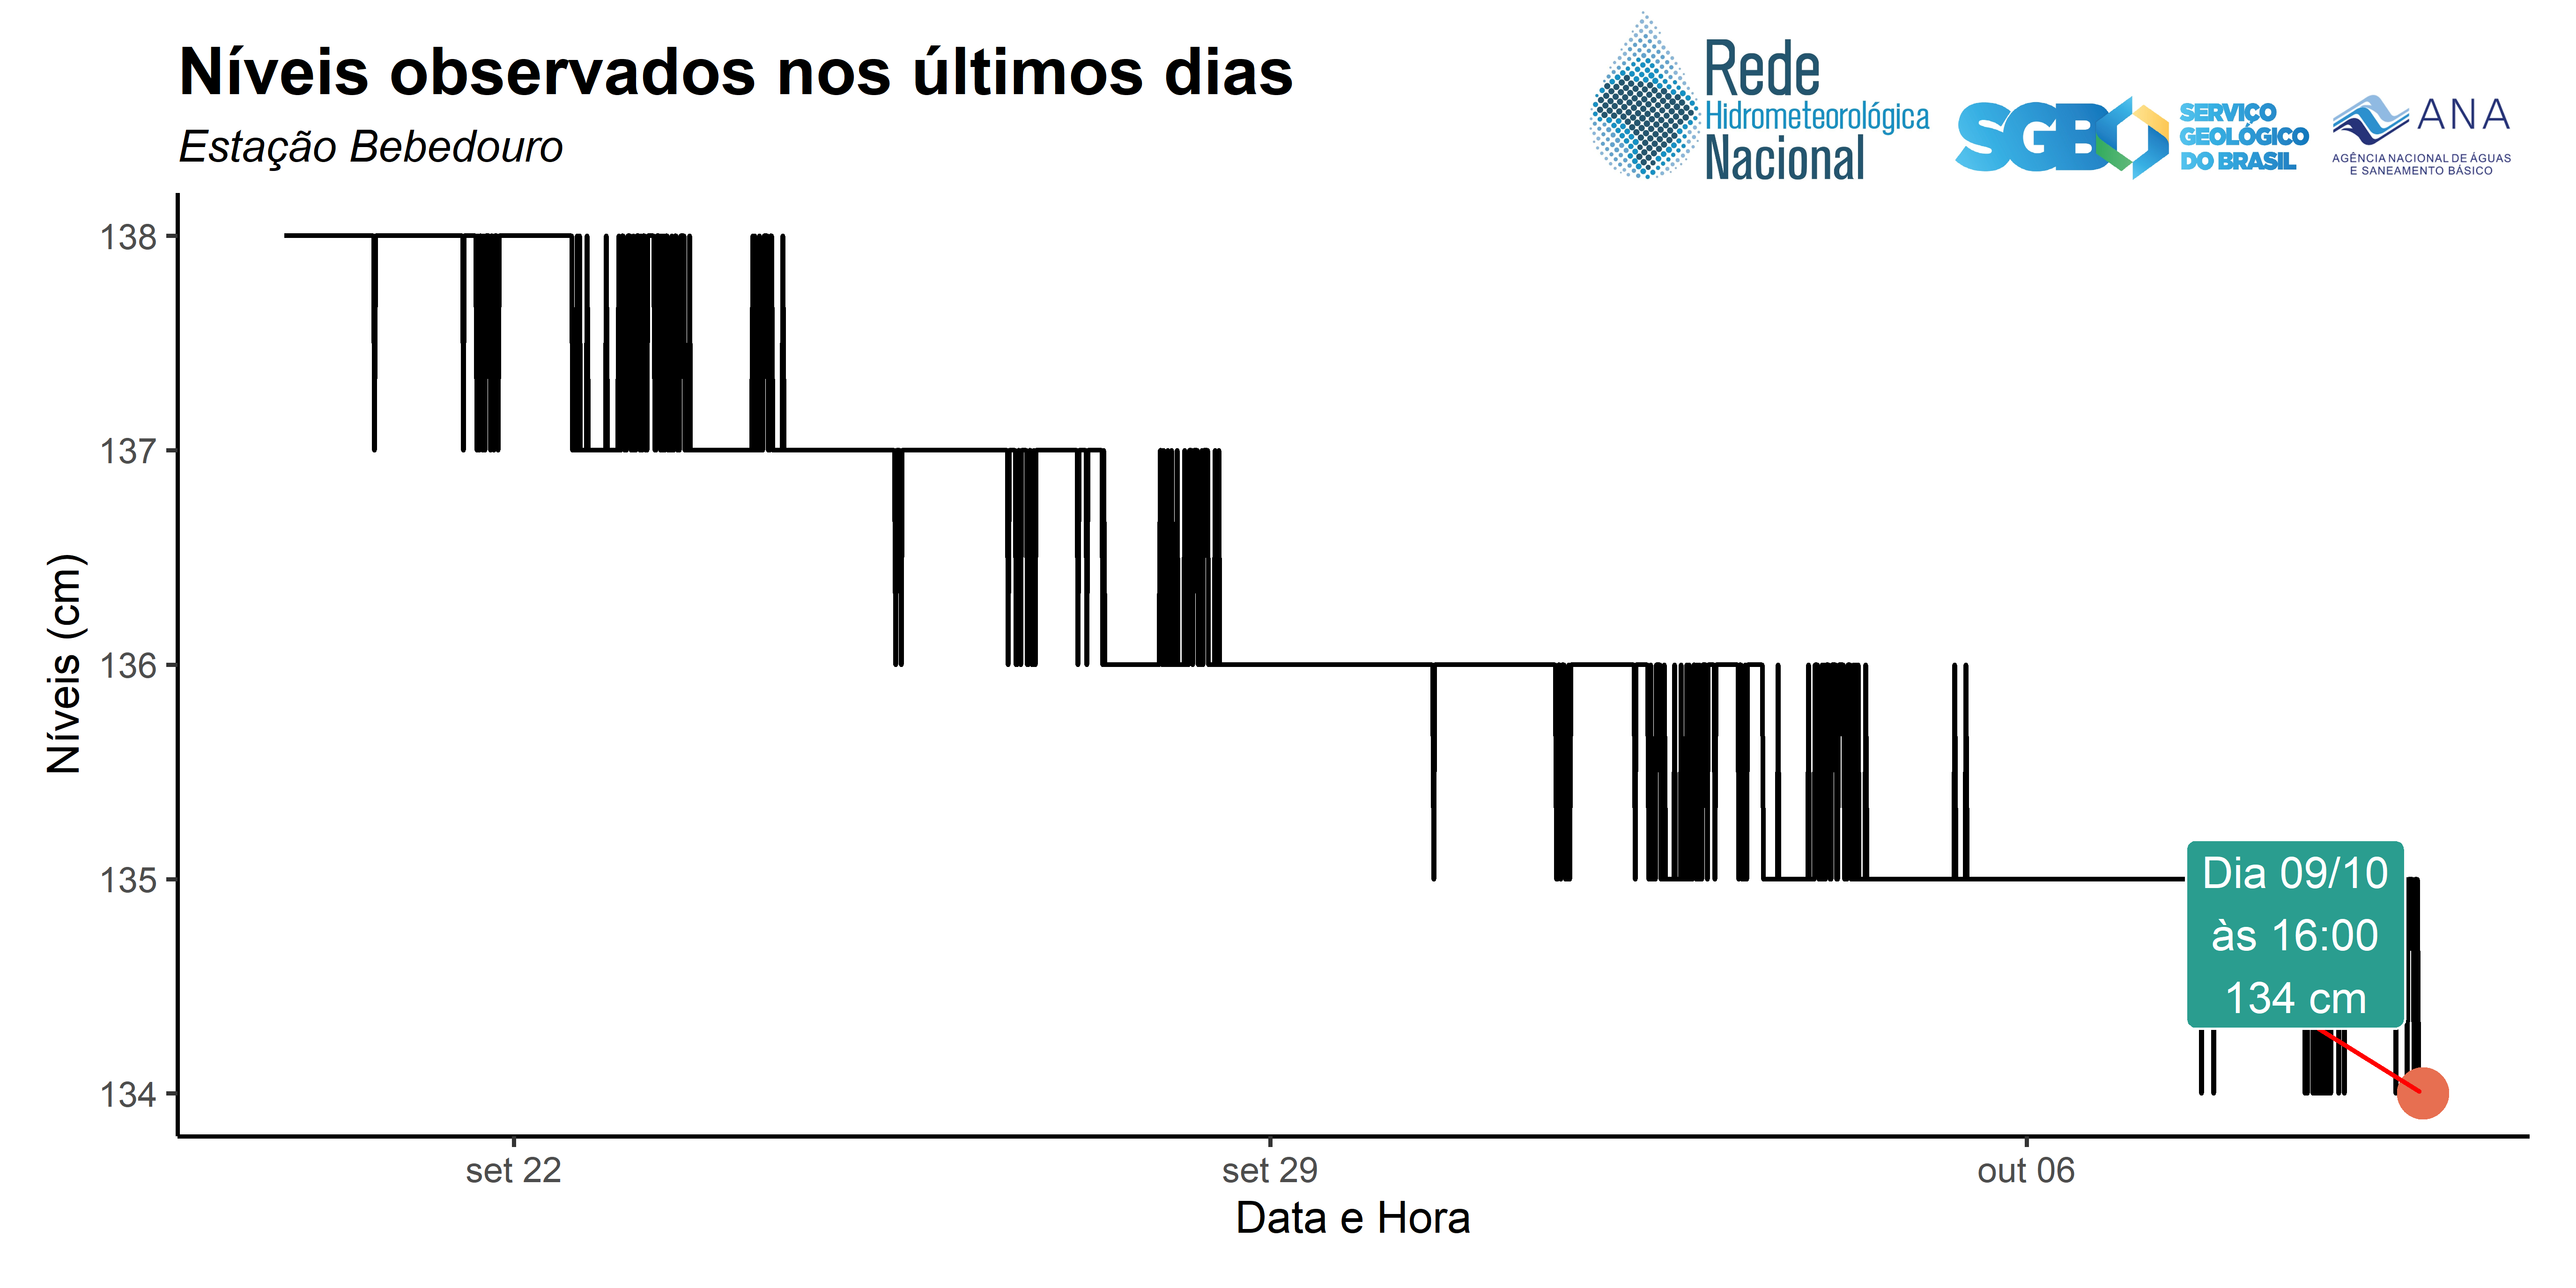 Níveis observados nos últimos dias
Estação Bebedouro
Rede
Hidrometeorológica
Nacional
SGB
SERVIÇO
GEOLÓGICO
DO BRASIL
ANA
AGÊNCIA NACIONAL DE ÁGUAS
E SANEAMENTO BÁSICO
Níveis (cm)
138
137
136
135
134
Dia 09/10
às 16:00
134 cm
set 22
set 29
out 06
Data e Hora